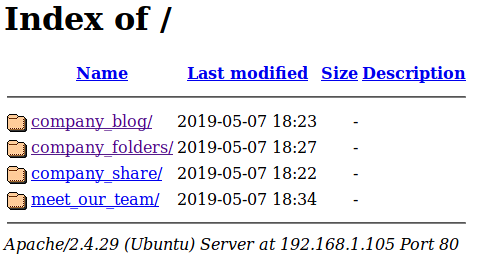 Index of /
Name Last modified Size Description
company_blog/ 2019-05-07 18:23 -
company_folders/ 2019-05-07 18:27 -
company_share/ 2019-05-07 18:22 -
meet_our_team/ 2019-05-07 18:34 -
Apache/2.4.29 (Ubuntu) Server at 192.168.1.105 Port 80